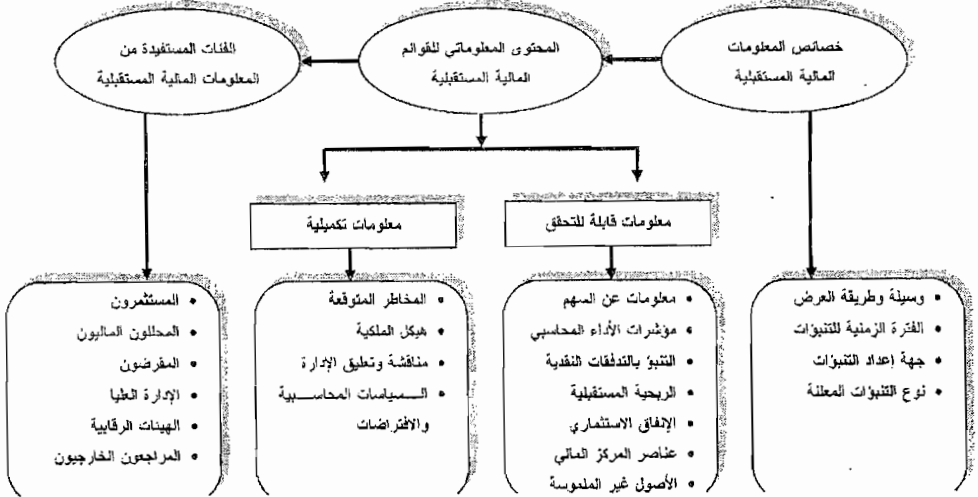 خصائص المعلومات
المالية المستقبلية
المحتوى المعلوماتي للقوائم
المالية المستقبلية
الفئات المستفيدة من
المعلومات المالية المستقبلية
معلومات قابلة للتحقق
معلومات تكميلية
• وسيلة وطريقة العرض
• الفترة الزمنية للتنبؤات
• جهة إعداد التنبؤات
• نوع التنبؤات المعلنة
• معلومات عن السهم
• مؤشرات الأداء المحاسبي
• التنبؤ بالتدفقات النقدية
• الربحية المستقبلية
• الإنفاق الاستثماري
• عناصر المركز المالي
• الأصول غير الملموسة
• المخاطر المتوقعة
• هيكل الملكية
• مناقشة وتعليق الإدارة
• الـسياسات المحاسـبية
والافتراضات
• المستثمرون
• المحللون الماليون
• المقرضون
• الإدارة العليا
• الهيئات الرقابية
• المراجعون الخارجيون